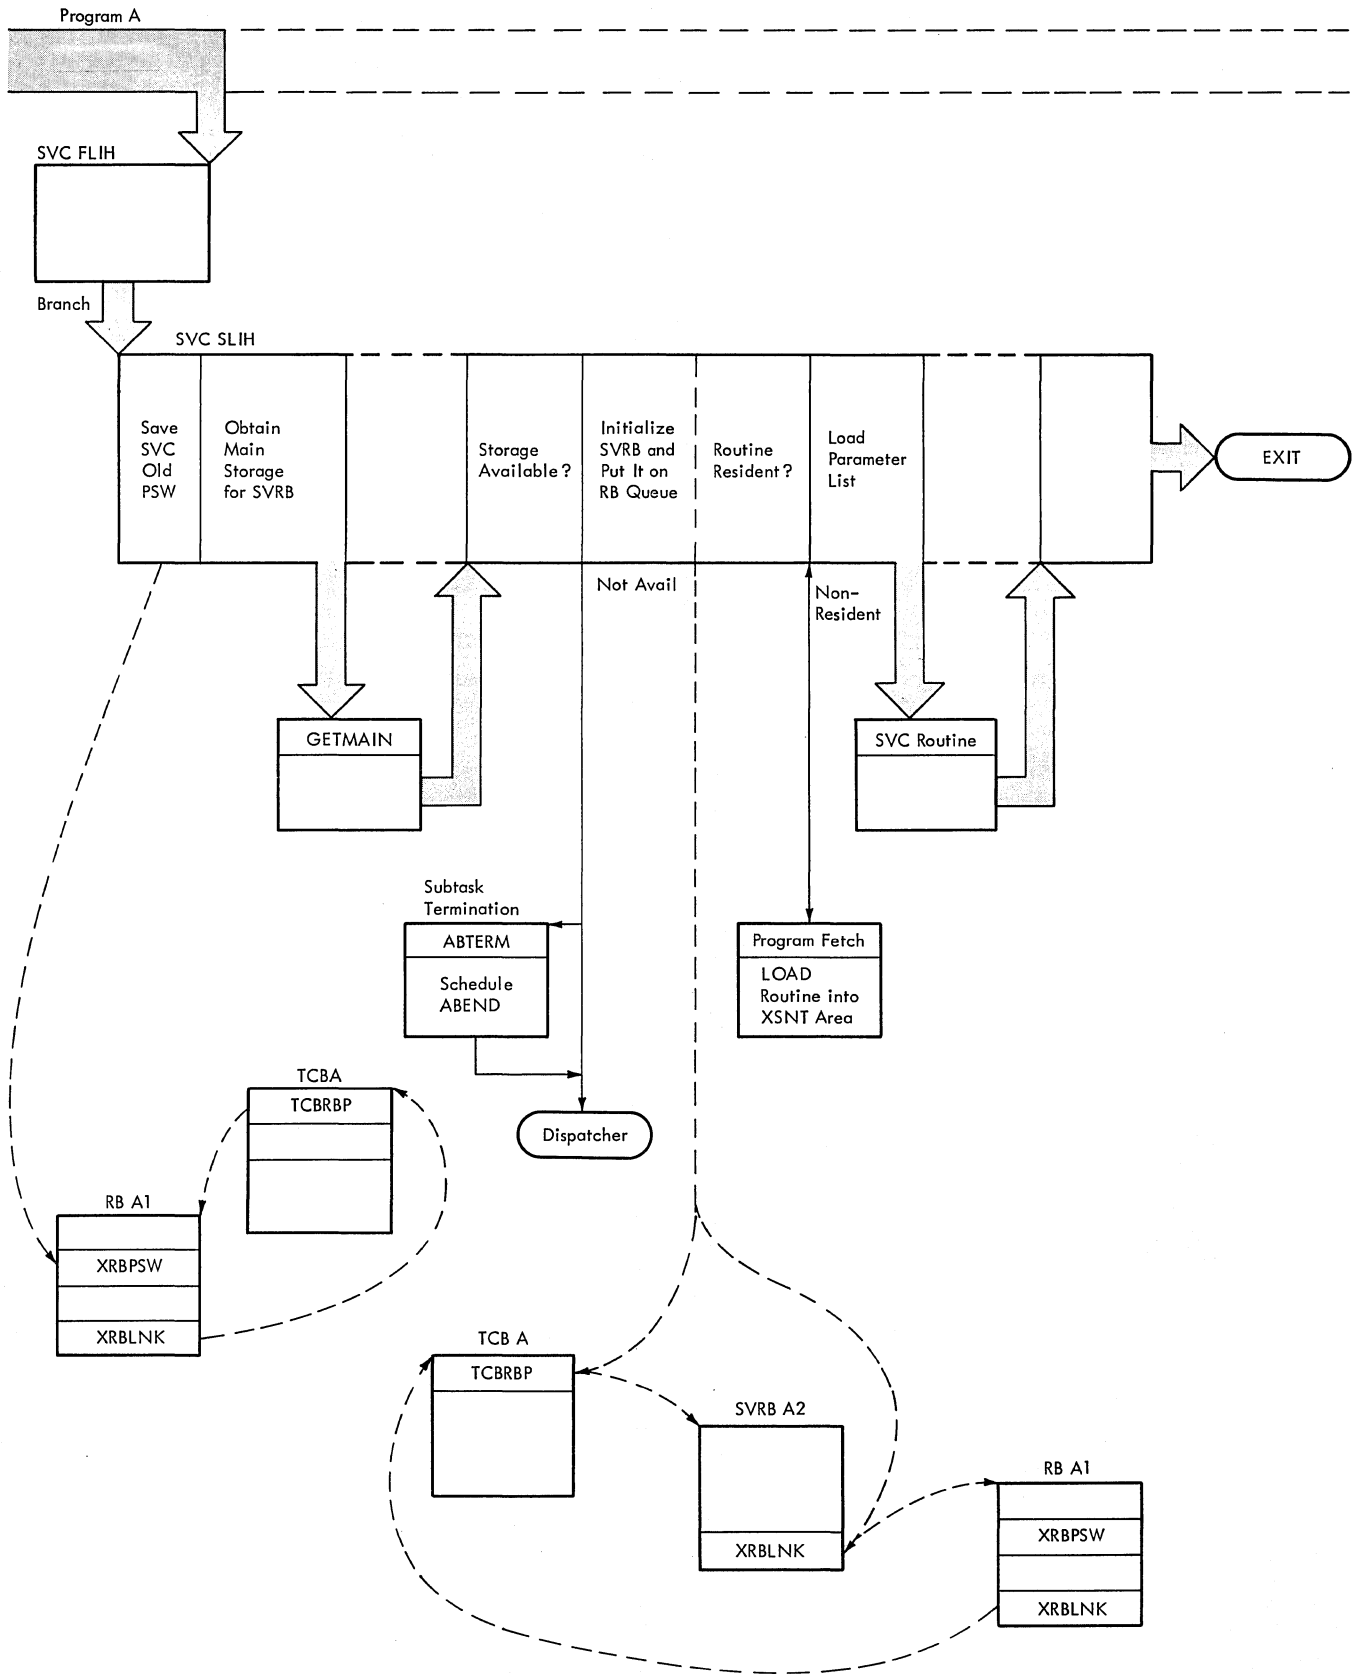 Program A
SVC FLIH
Branch
SVC SLIH
Save
SVC
Old
PSW
Obtain
Main
Storage
for SVRB
Storage
Available?
Initialize
SVRB and
Put It on
RB Queue
Routine
Resident?
Load
Parameter
List
EXIT
Not Avail
Non-
Resident
GETMAIN
SVC Routine
Subtask
Termination
ABTERM
Schedule
ABEND
Program Fetch
LOAD
Routine into
XSNT Area
TCBA
TCBRBP
Dispatcher
RB A1
XRBPSW
XRBLNK
TCB A
TCBRBP
SVRB A2
XRBLNK
RB A1
XRBPSW
XRBLNK